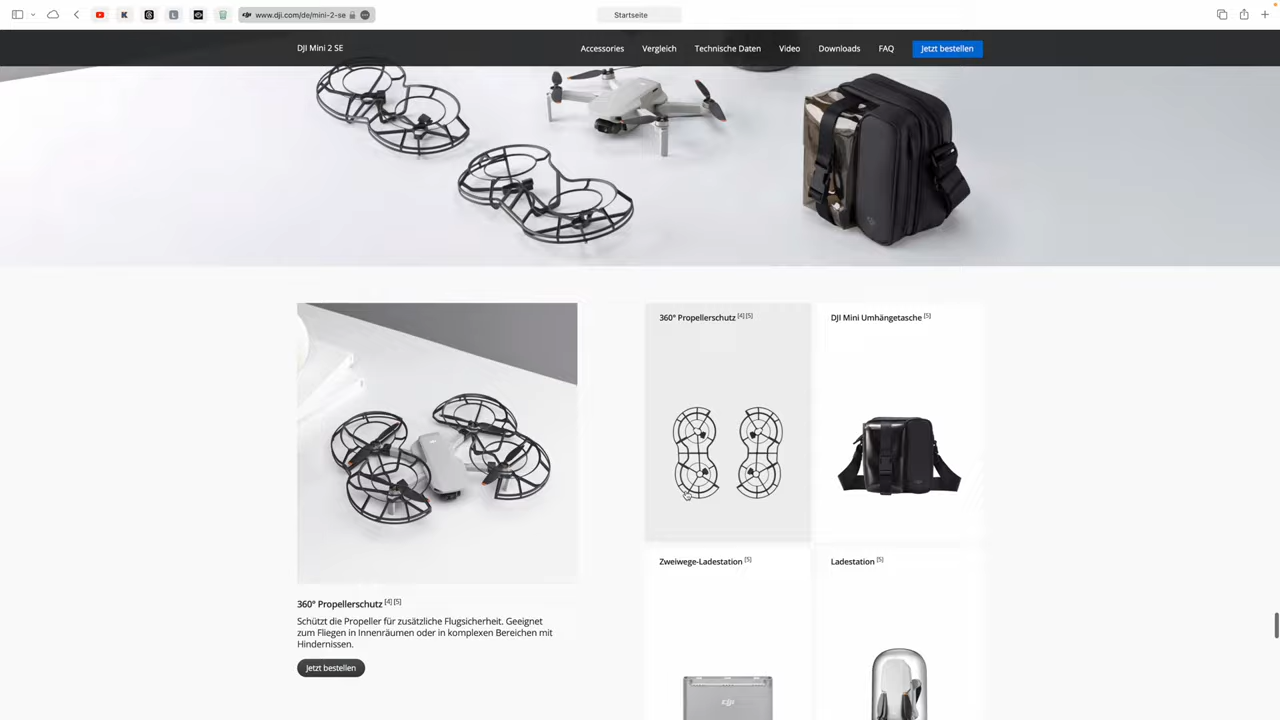 www.dji.com/de/mini-2-se
Startseite
DJI Mini 2 SE
Accessories
Vergleich
Technische Daten
Video
Downloads
FAQ
Jetzt bestellen
360° Propellerschutz [4] [5]
DJI Mini Umhängetasche [5]
Zweiwege-Ladestation [5]
Ladestation [5]
360° Propellerschutz [4] [5]
Schützt die Propeller für zusätzliche Flugsicherheit. Geeignet
zum Fliegen in Innenräumen oder in komplexen Bereichen mit
Hindernissen.
Jetzt bestellen
dji